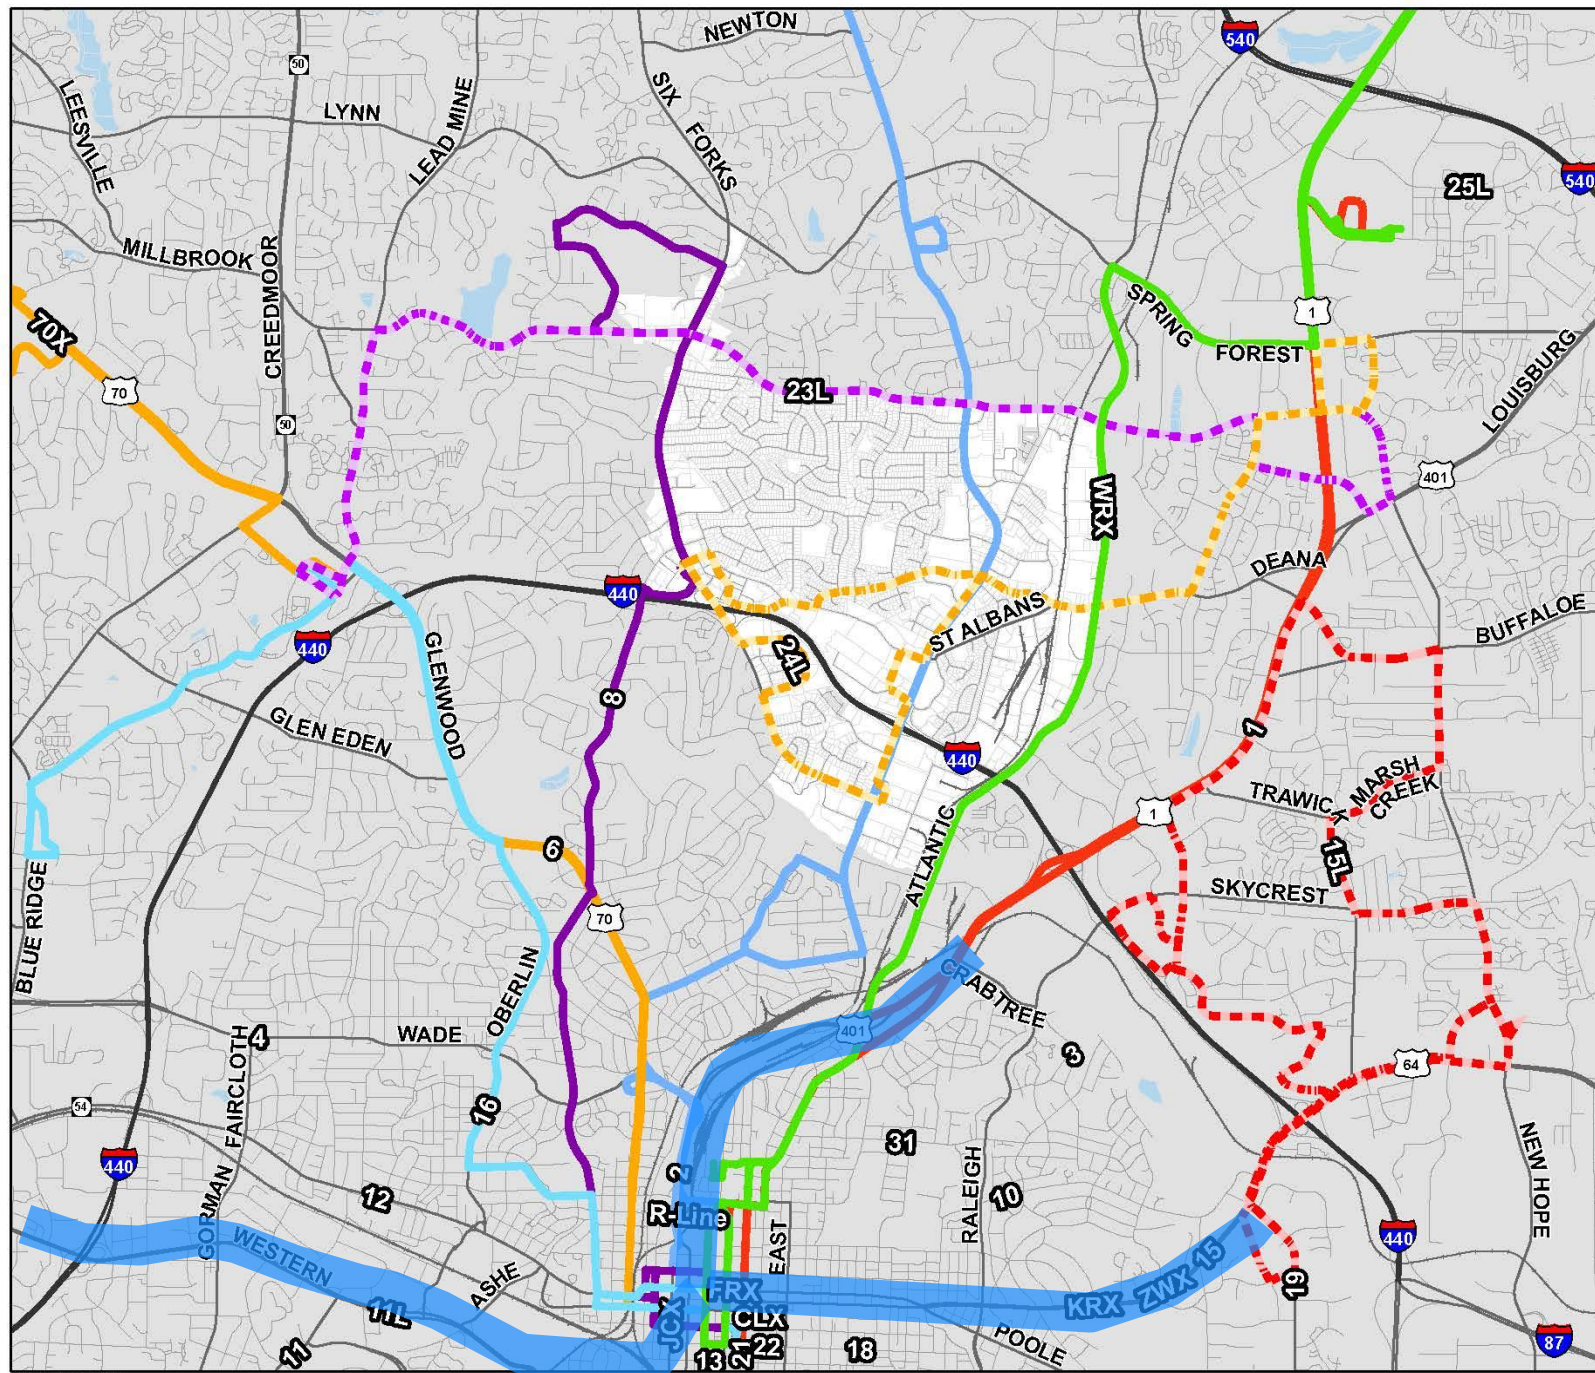 NEWTON
540
50
LEESVILLE
LYNN
LEAD MINE
SIX
FORKS
540
25L
MILLBROOK
CREEDMOOR
70X
70
50
SPRING
FOREST
1
LOUISBURG
23L
401
WRX
DEANA
440
440
GLENWOOD
24L
ST ALBANS
BUFFALOE
8
GLEN EDEN
1
440
TRAWICK
MARSH
CREEK
1
6
ATLANTIC
15L
SKYCREST
BLUE RIDGE
70
OBERLIN
CRABTREE
401
WADE
4
FAIRCLOTH
3
64
54
16
440
31
2
12
R-Line
RALEIGH
10
NEW HOPE
GORMAN
WESTERN
EAST
440
15
ASHE
FRX
KRX
ZWX
19
11L
JCX
CLX
POOLE
87
11
13
21
22
18